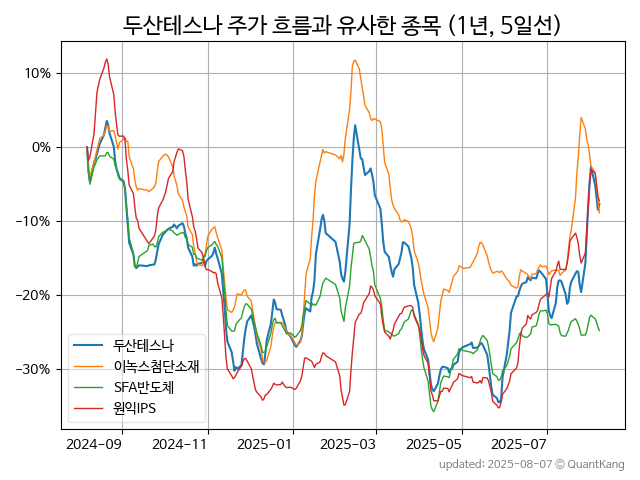 두산테스나 주가 흐름과 유사한 종목 (1년, 5일선)
10%
0%
−10%
−20%
−30%
두산테스나
이녹스첨단소재
SFA반도체
원익IPS
2024-09
2024-11
2025-01
2025-03
2025-05
2025-07
updated: 2025-08-07 © QuantKang